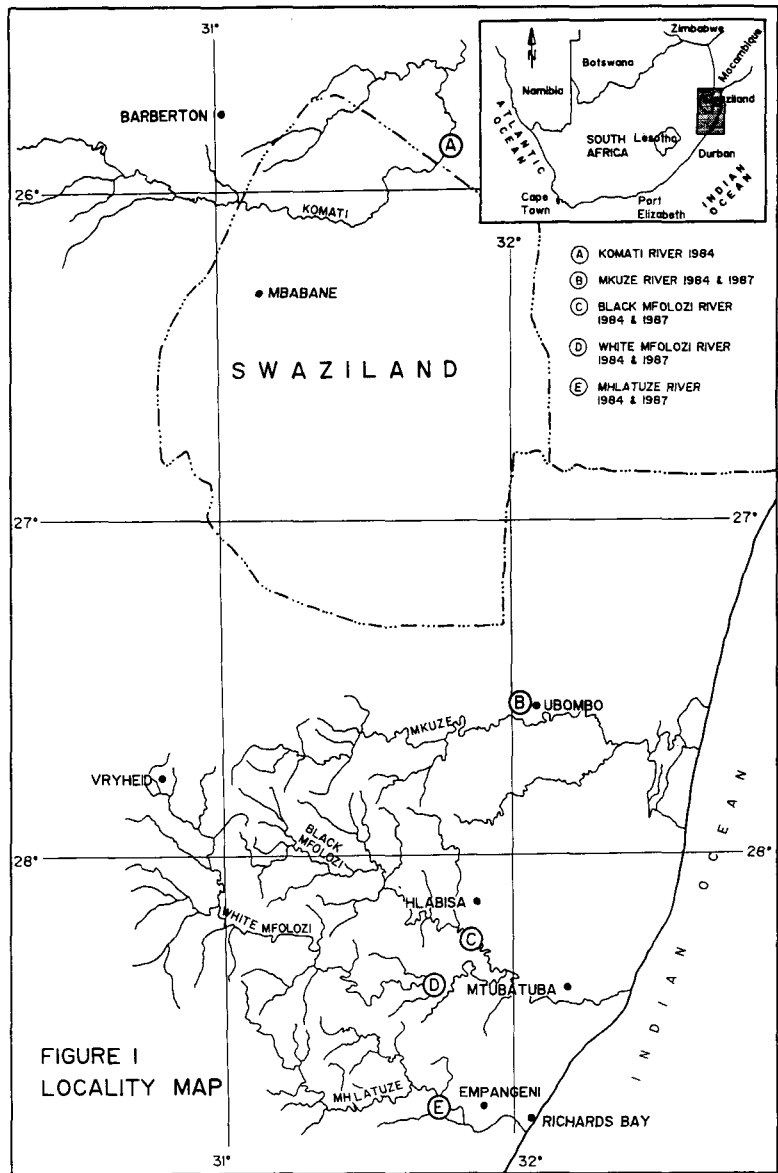 31°
BARBERTON
A
26°
KOMATI
MBABANE
SWAZILAND
N
Zimbabwe
Mocambique
Botswana
Namibia
ATLANTIC
OCEAN
SOUTH
AFRICA
Lesotho
Durban
Cape
Town
Port
Elizabeth
INDIAN
OCEAN
32°
A KOMATI RIVER 1984
B MKUZE RIVER 1984 & 1987
C BLACK MFOLOZI RIVER
1984 & 1987
D WHITE MFOLOZI RIVER
1984 & 1987
E MHLATUZE RIVER
1984 & 1987
27°
27°
B
UBOMBO
MKUZE
VRYHEID
BLACK
MFOLOZI
28°
28°
HLABISA
WHITE MFOLOZI
C
D
MTUBATUBA
INDIAN OCEAN
FIGURE 1
LOCALITY MAP
MHLATUZE
E
EMPANGENI
RICHARDS BAY
31°
32°